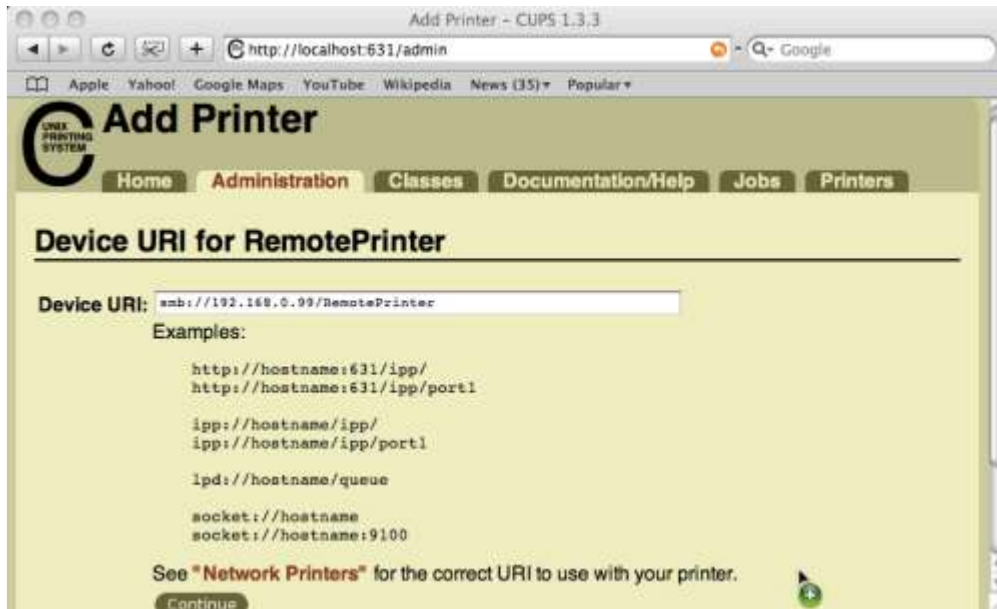 Add Printer - CUPS 1.3.3
http://localhost:631/admin
Google
Apple Yahoo! Google Maps YouTube Wikipedia News (35) Popular
UNIX
PRINTING
SYSTEM
Add Printer
Home Administration Classes Documentation/Help Jobs Printers
Device URI for RemotePrinter
Device URI: smb://192.168.0.99/RemotePrinter
Examples:
http://hostname:631/ipp/
http://hostname:631/ipp/port1
ipp://hostname/ipp/
ipp://hostname/ipp/port1
lpd://hostname/queue
socket://hostname
socket://hostname:9100
See "Network Printers" for the correct URI to use with your printer.
Continue